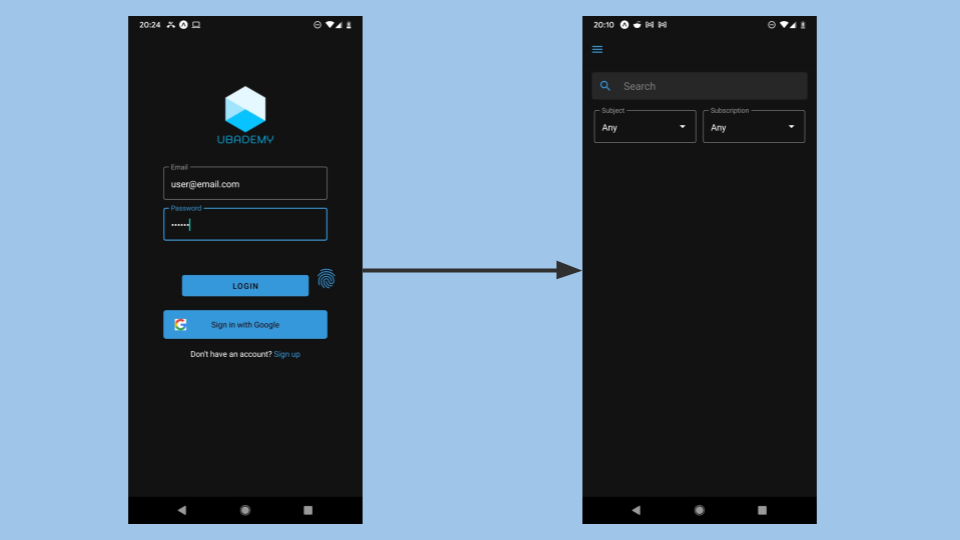 20:24
UBADEMY
Email
user@email.com
Password
••••••
LOGIN
G
Sign in with Google
Don't have an account? Sign up
20:10
Search
Subject
Any
Subscription
Any